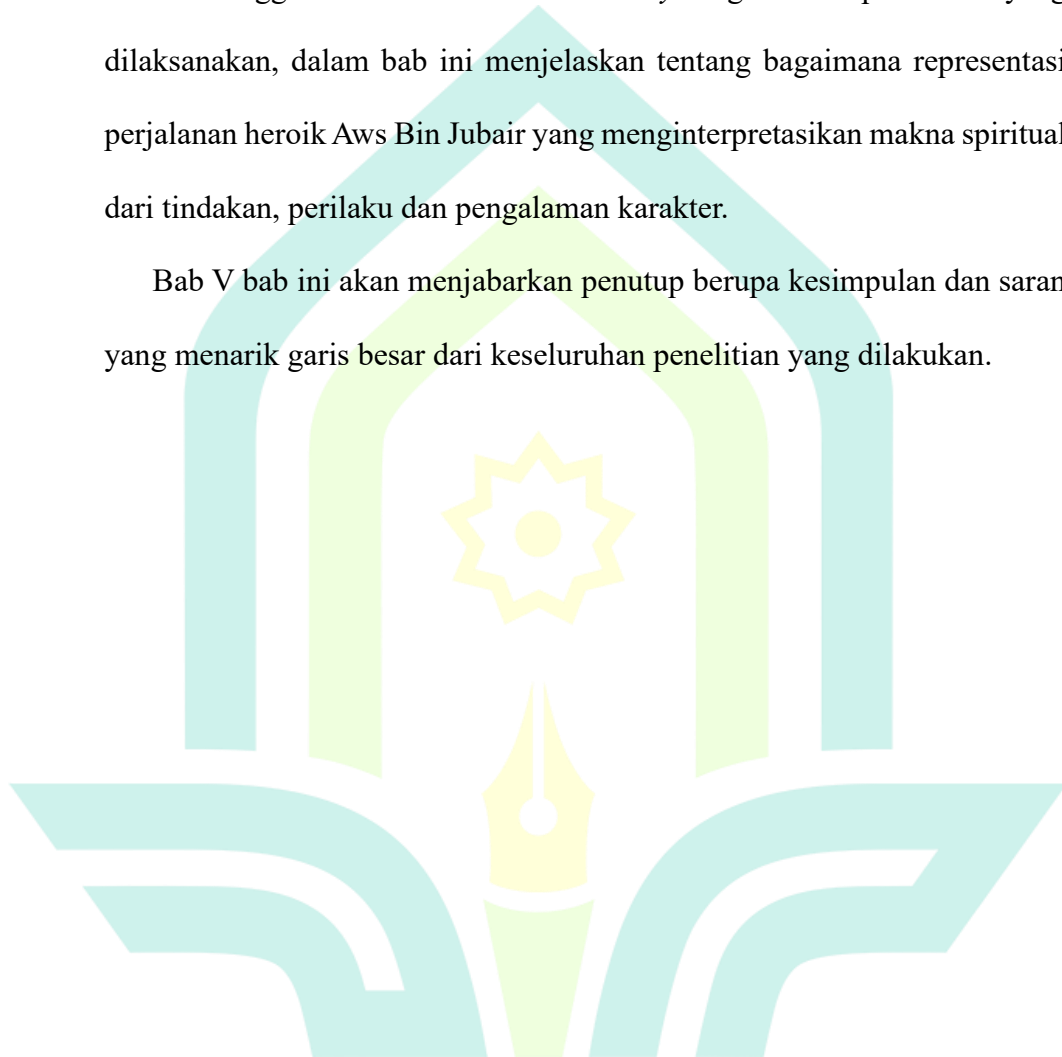 dilaksanakan, dalam bab ini menjelaskan tentang bagaimana representasi
perjalanan heroik Aws Bin Jubair yang menginterpretasikan makna spiritual
dari tindakan, perilaku dan pengalaman karakter.
Bab V bab ini akan menjabarkan penutup berupa kesimpulan dan saran
yang menarik garis besar dari keseluruhan penelitian yang dilakukan.